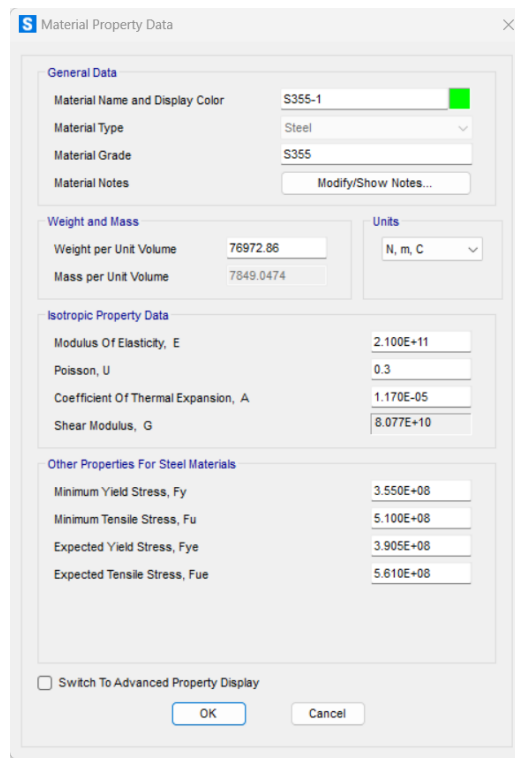 S Material Property Data
General Data
Material Name and Display Color S355-1
Material Type Steel
Material Grade S355
Material Notes Modify/Show Notes...
Weight and Mass Units
Weight per Unit Volume 76972.86 N, m, C
Mass per Unit Volume 7849.0474
Isotropic Property Data
Modulus Of Elasticity, E 2.100E+11
Poisson, U 0.3
Coefficient Of Thermal Expansion, A 1.170E-05
Shear Modulus, G 8.077E+10
Other Properties For Steel Materials
Minimum Yield Stress, Fy 3.550E+08
Minimum Tensile Stress, Fu 5.100E+08
Expected Yield Stress, Fye 3.905E+08
Expected Tensile Stress, Fue 5.610E+08
Switch To Advanced Property Display
OK Cancel